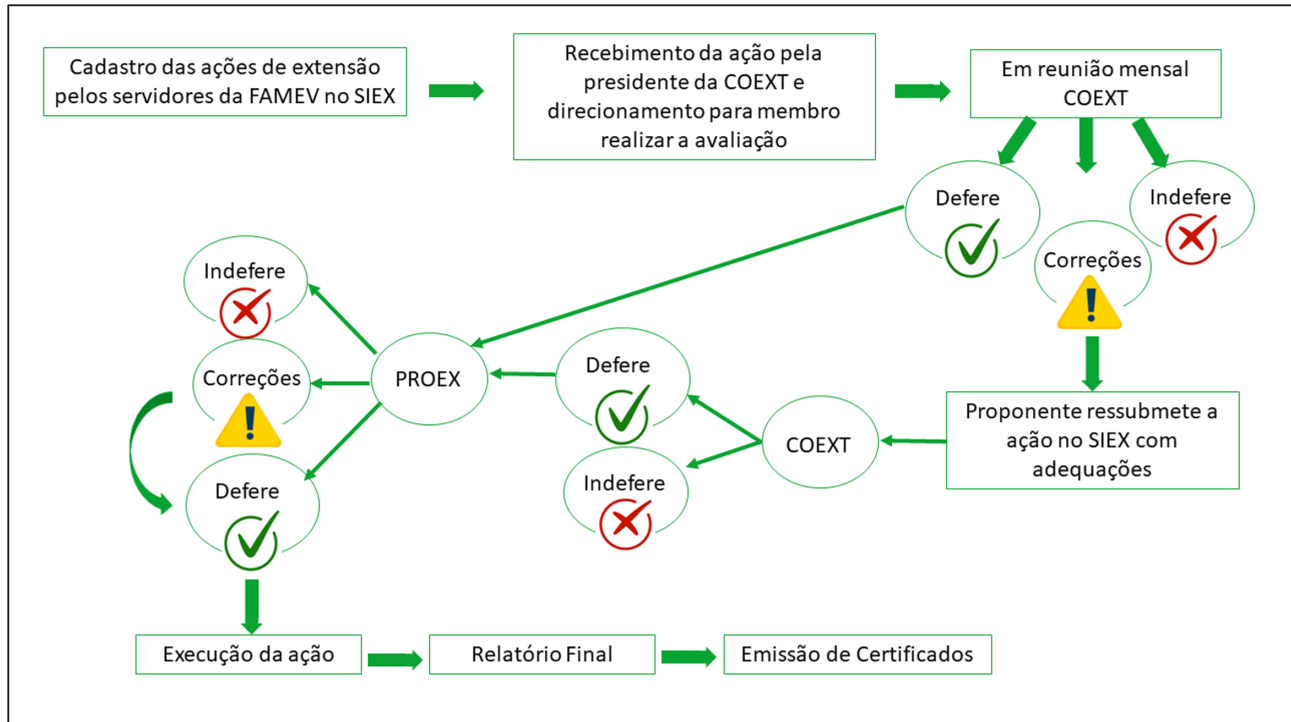 Cadastro das ações de extensão
pelos servidores da FAMEV no SIEX
Recebimento da ação pela
presidente da COEXT e
direcionamento para membro
realizar a avaliação
Em reunião mensal
COEXT
Defere
Indefere
Correções
Proponente ressubmete a
ação no SIEX com
adequações
COEXT
Defere
Indefere
PROEX
Indefere
Correções
Defere
Execução da ação
Relatório Final
Emissão de Certificados